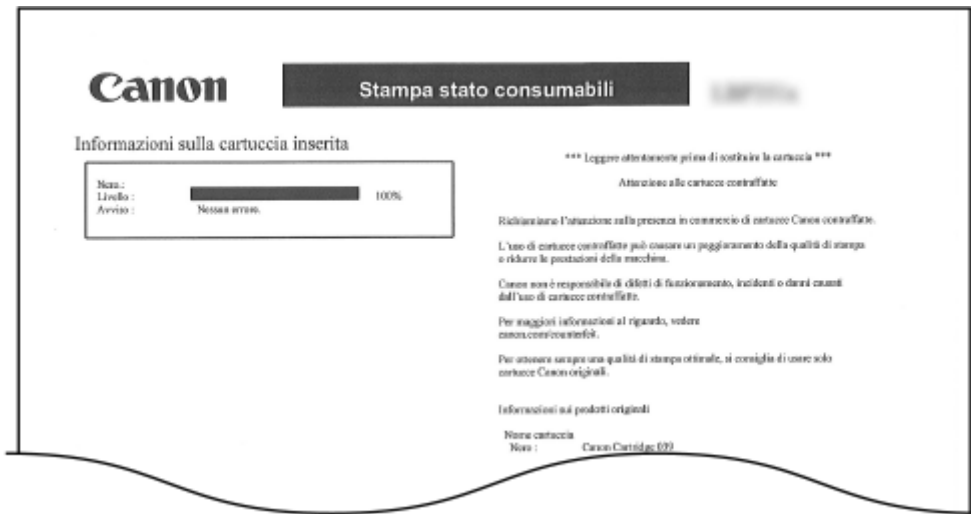 Canon
Stampa stato consumabili
Informazioni sulla cartuccia inserita
Nero :
Livello : 100%
Avviso : Nessun errore.
*** Leggere attentamente prima di sostituire la cartuccia ***
Attenzione alle cartucce contraffatte
Richiamiamo l'attenzione sulla presenza in commercio di cartucce Canon contraffatte.
L'uso di cartucce contraffatte può causare un peggioramento della qualità di stampa
o ridurre le prestazioni della macchina.
Canon non è responsabile di difetti di funzionamento, incidenti o danni causati
dall'uso di cartucce contraffatte.
Per maggiori informazioni al riguardo, vedere
canon.com/counterfeit.
Per ottenere sempre una qualità di stampa ottimale, si consiglia di usare solo
cartucce Canon originali.
Informazioni sui prodotti originali
Nome cartuccia
Nero : Canon Cartridge 039